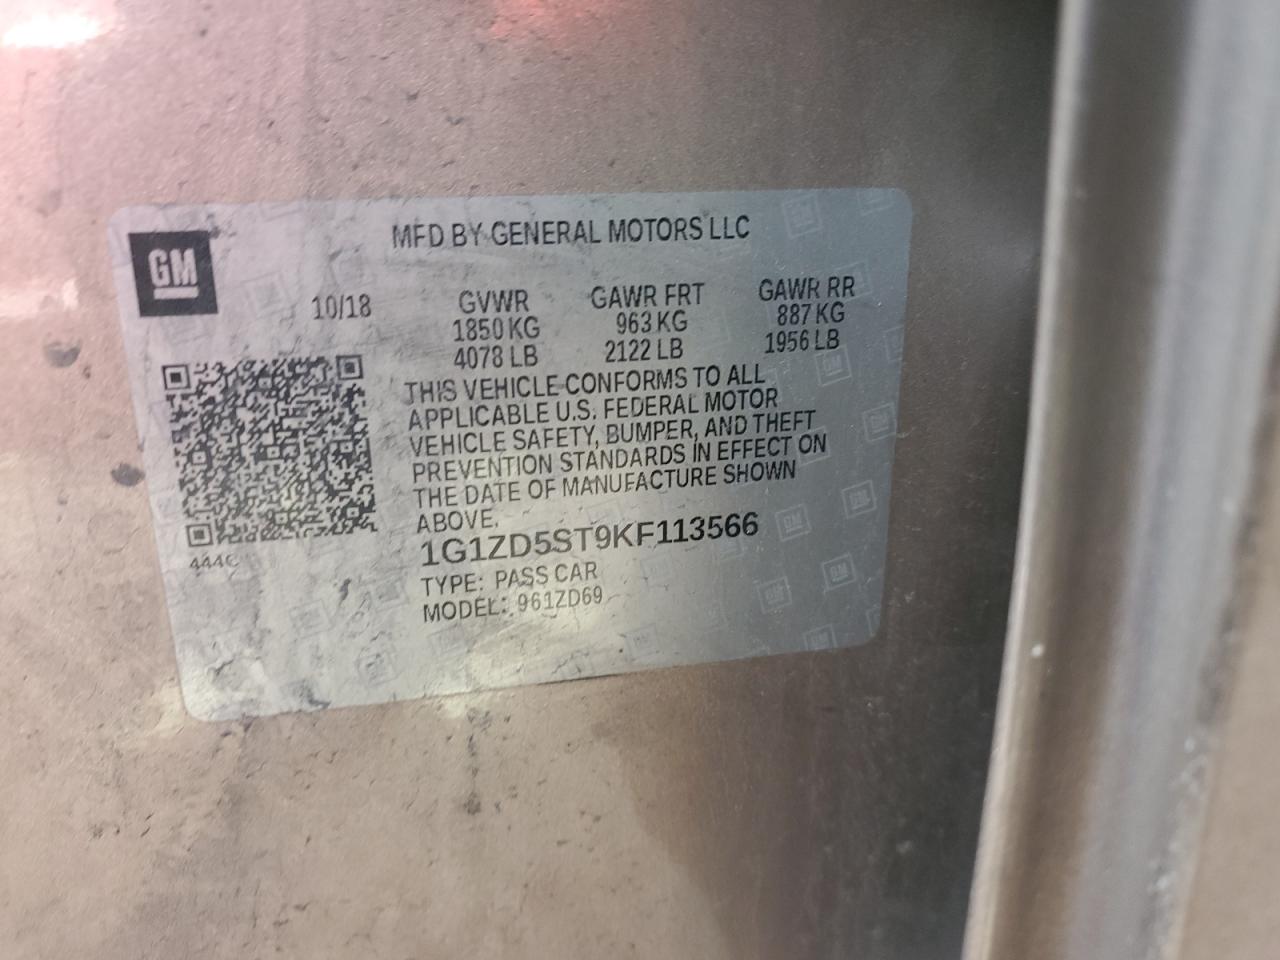 MFD BY GENERAL MOTORS LLC
GM
10/18 GVWR GAWR FRT GAWR RR
1850 KG 963 KG 887 KG
4078 LB 2122 LB 1956 LB
THIS VEHICLE CONFORMS TO ALL
APPLICABLE U.S. FEDERAL MOTOR
VEHICLE SAFETY, BUMPER, AND THEFT
PREVENTION STANDARDS IN EFFECT ON
THE DATE OF MANUFACTURE SHOWN
ABOVE.
1G1ZD5ST9KF113566
TYPE: PASS CAR
MODEL: 961ZD69